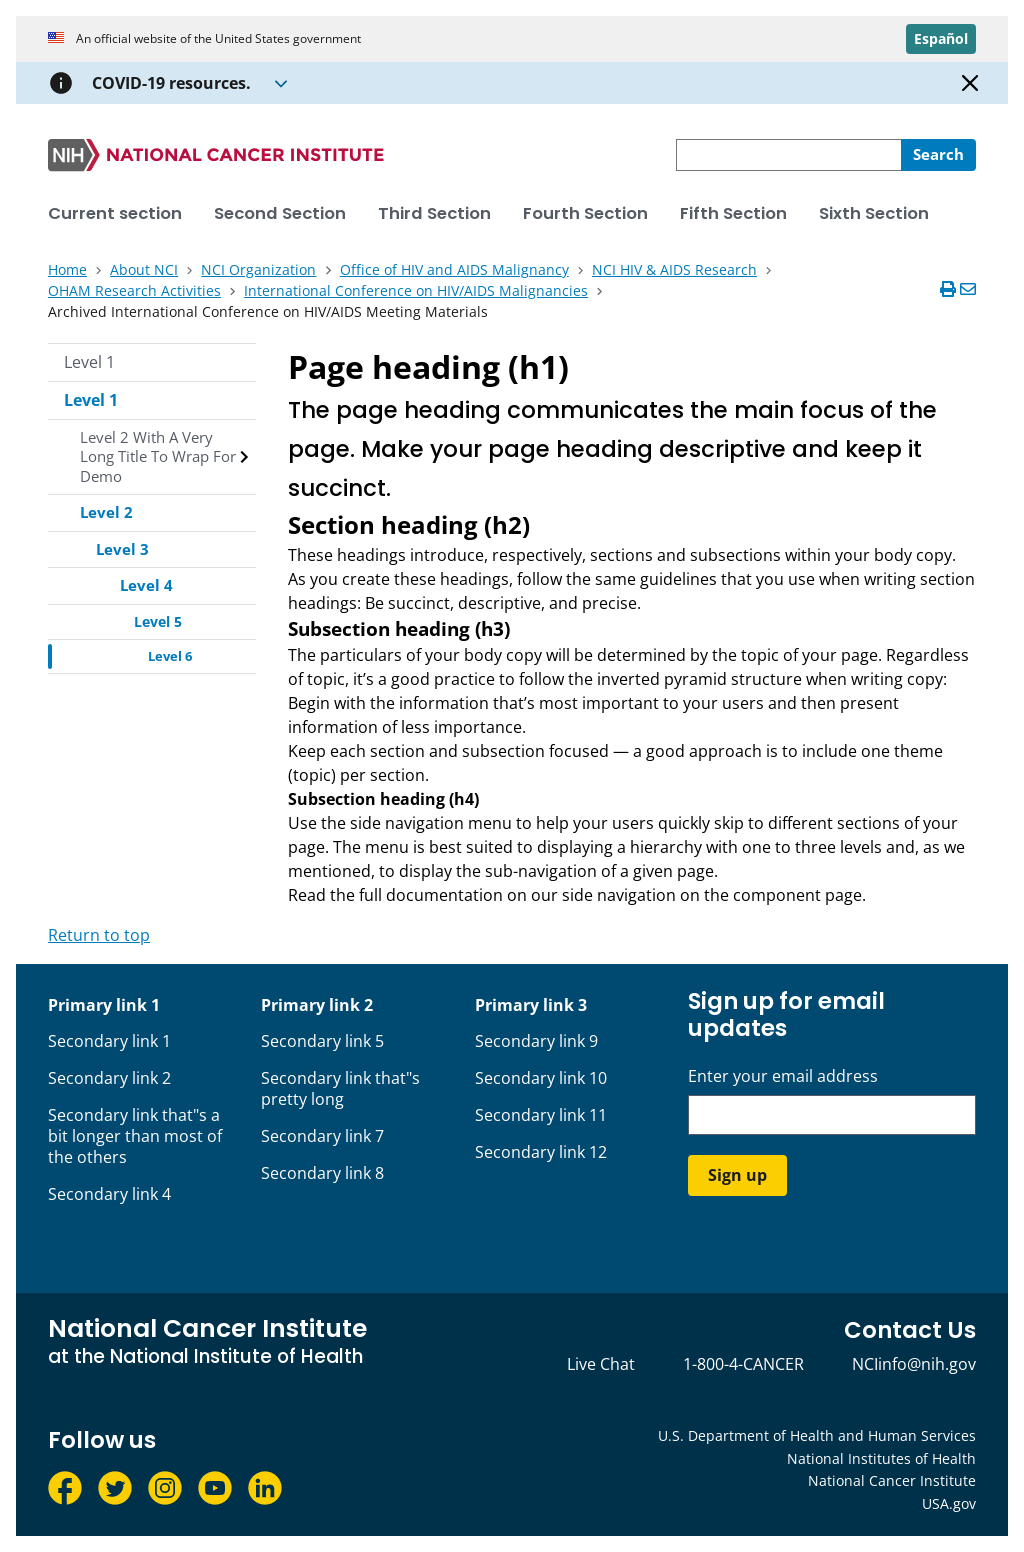 An official website of the United States government
Español
COVID-19 resources.
NIH NATIONAL CANCER INSTITUTE
Search
Current section Second Section Third Section Fourth Section Fifth Section Sixth Section
Home > About NCI > NCI Organization > Office of HIV and AIDS Malignancy > NCI HIV & AIDS Research >
OHAM Research Activities > International Conference on HIV/AIDS Malignancies >
Archived International Conference on HIV/AIDS Meeting Materials
Level 1
Level 1
Level 2 With A Very
Long Title To Wrap For
Demo
Level 2
Level 3
Level 4
Level 5
Level 6
Page heading (h1)
The page heading communicates the main focus of the
page. Make your page heading descriptive and keep it
succinct.
Section heading (h2)
These headings introduce, respectively, sections and subsections within your body copy.
As you create these headings, follow the same guidelines that you use when writing section
headings: Be succinct, descriptive, and precise.
Subsection heading (h3)
The particulars of your body copy will be determined by the topic of your page. Regardless
of topic, it’s a good practice to follow the inverted pyramid structure when writing copy:
Begin with the information that’s most important to your users and then present
information of less importance.
Keep each section and subsection focused — a good approach is to include one theme
(topic) per section.
Subsection heading (h4)
Use the side navigation menu to help your users quickly skip to different sections of your
page. The menu is best suited to displaying a hierarchy with one to three levels and, as we
mentioned, to display the sub-navigation of a given page.
Read the full documentation on our side navigation on the component page.
Return to top
Primary link 1
Secondary link 1
Secondary link 2
Secondary link that"s a
bit longer than most of
the others
Secondary link 4
Primary link 2
Secondary link 5
Secondary link that"s
pretty long
Secondary link 7
Secondary link 8
Primary link 3
Secondary link 9
Secondary link 10
Secondary link 11
Secondary link 12
Sign up for email
updates
Enter your email address
Sign up
National Cancer Institute
at the National Institute of Health
Contact Us
Live Chat 1-800-4-CANCER NCIinfo@nih.gov
Follow us
U.S. Department of Health and Human Services
National Institutes of Health
National Cancer Institute
USA.gov